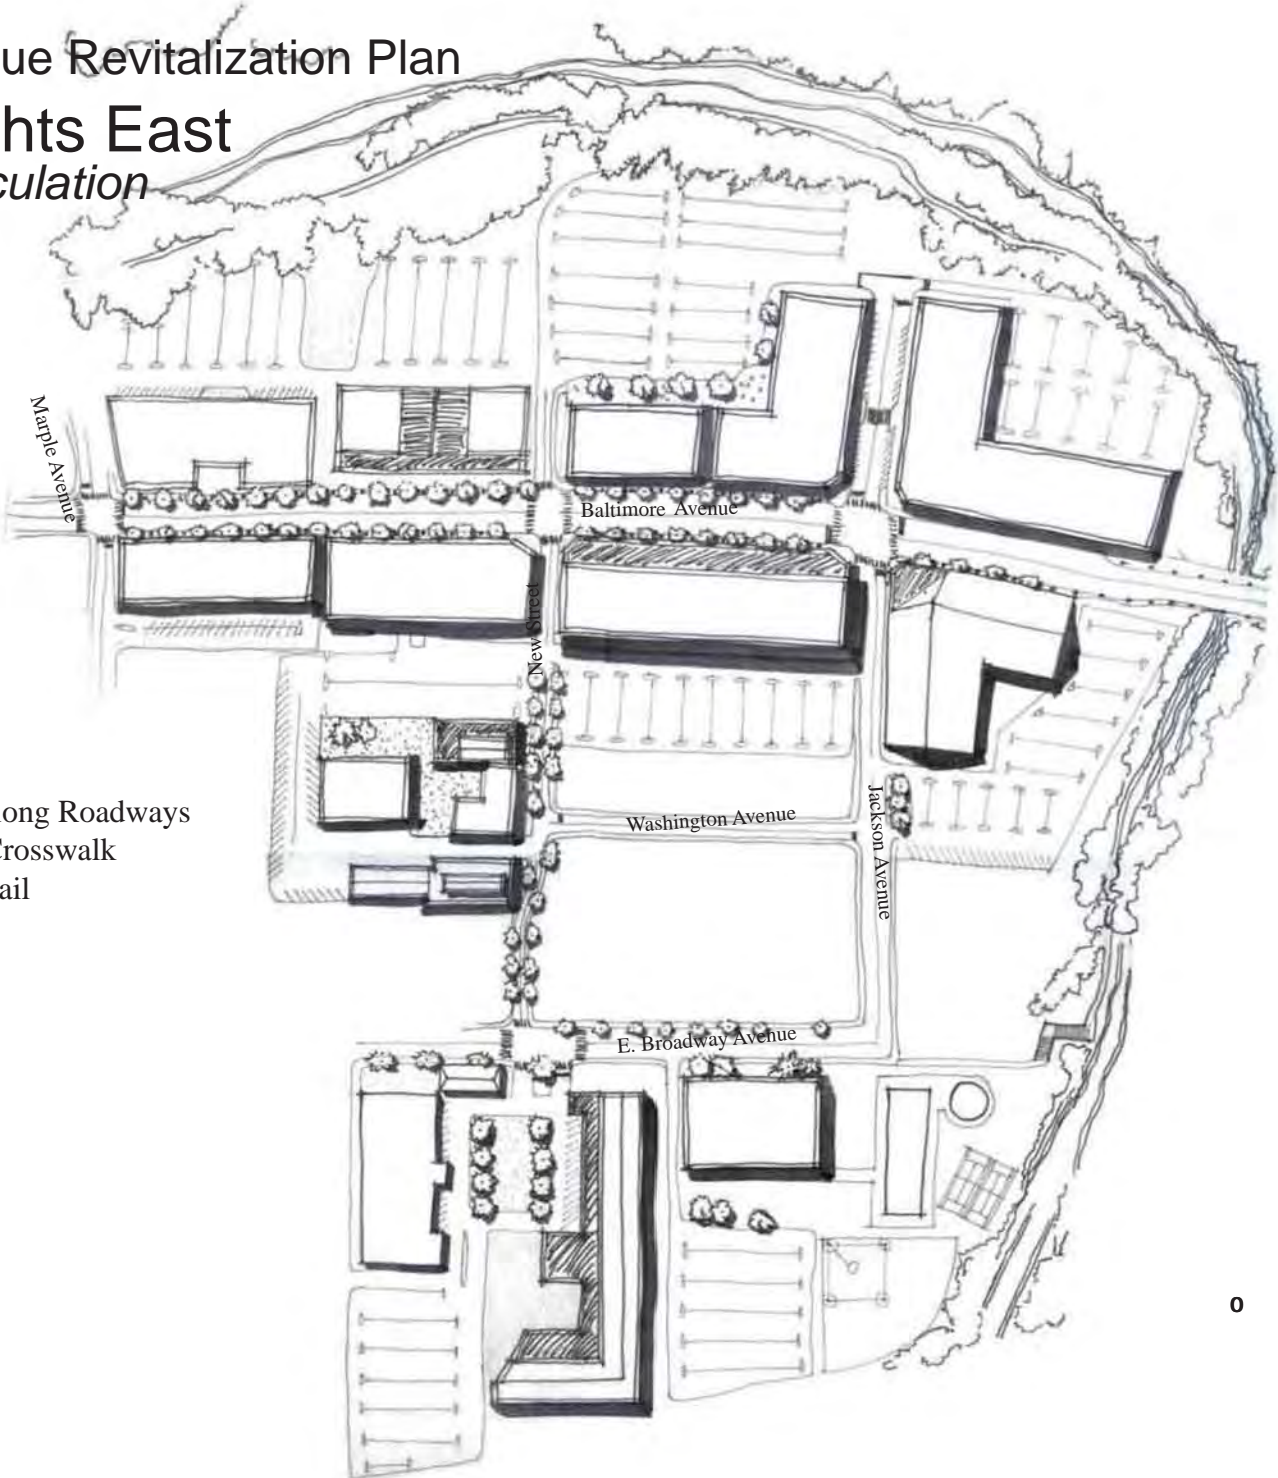 ue Revitalization Plan
hts East
culation
Marple Avenue
Baltimore Avenue
New Street
Washington Avenue
Jackson Avenue
ong Roadways
Crosswalk
ail
E. Broadway Avenue
0